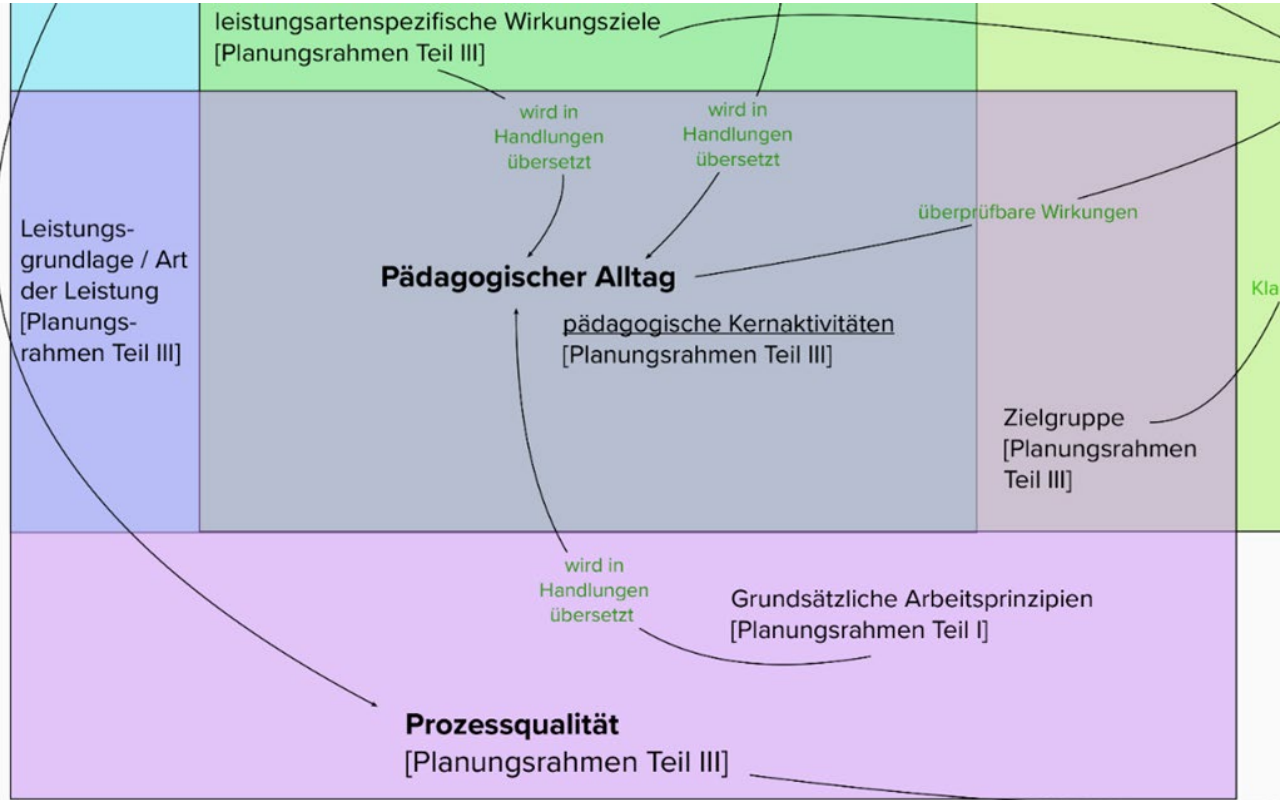 leistungsartenspezifische Wirkungsziele
[Planungsrahmen Teil III]
wird in
Handlungen
übersetzt
wird in
Handlungen
übersetzt
überprüfbare Wirkungen
Leistungs-
grundlage / Art
der Leistung
[Planungs-
rahmen Teil III]
Pädagogischer Alltag
pädagogische Kernaktivitäten
[Planungsrahmen Teil III]
Kla
Zielgruppe
[Planungsrahmen
Teil III]
wird in
Handlungen
übersetzt
Grundsätzliche Arbeitsprinzipien
[Planungsrahmen Teil I]
Prozessqualität
[Planungsrahmen Teil III]